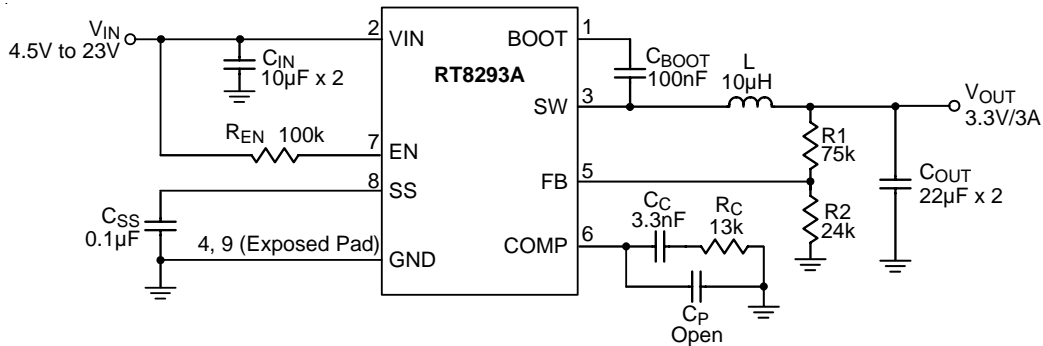 VIN
4.5V to 23V
CIN
10µF x 2
REN 100k
CSS
0.1µF
4, 9 (Exposed Pad)
2
7
8
VIN
EN
SS
GND
RT8293A
BOOT
SW
FB
COMP
1
3
5
6
CBOOT
100nF
L
10µH
VOUT
3.3V/3A
R1
75k
R2
24k
COUT
22µF x 2
CC
3.3nF
RC
13k
CP
Open